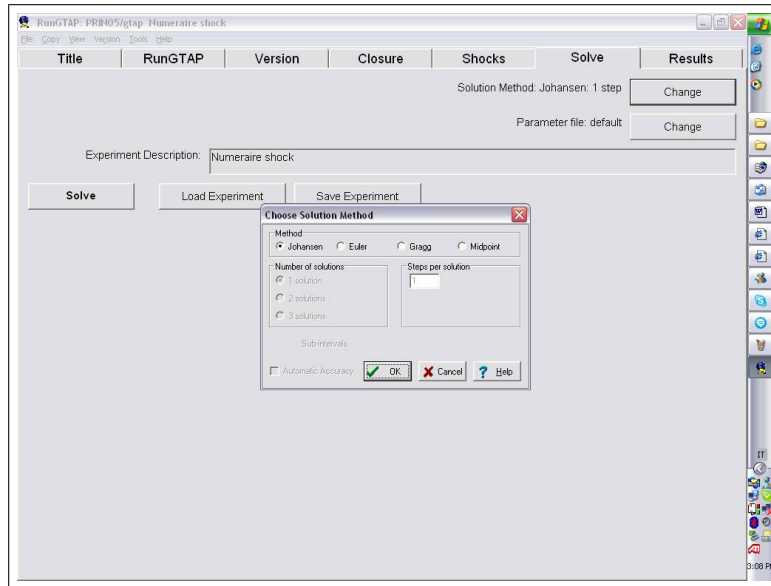 RunGTAP: PRIN05/gtap Numeraire shock
File Copy View Version Tools Help
Title RunGTAP Version Closure Shocks Solve Results
Solution Method: Johansen: 1 step Change
Parameter file: default Change
Experiment Description: Numeraire shock
Solve Load Experiment Save Experiment
Choose Solution Method
Method
Johansen Euler Gragg Midpoint
Number of solutions Steps per solution
1 solution 1
2 solutions
3 solutions
Sub-intervals
Automatic Accuracy OK Cancel Help
IT
3:08 PM